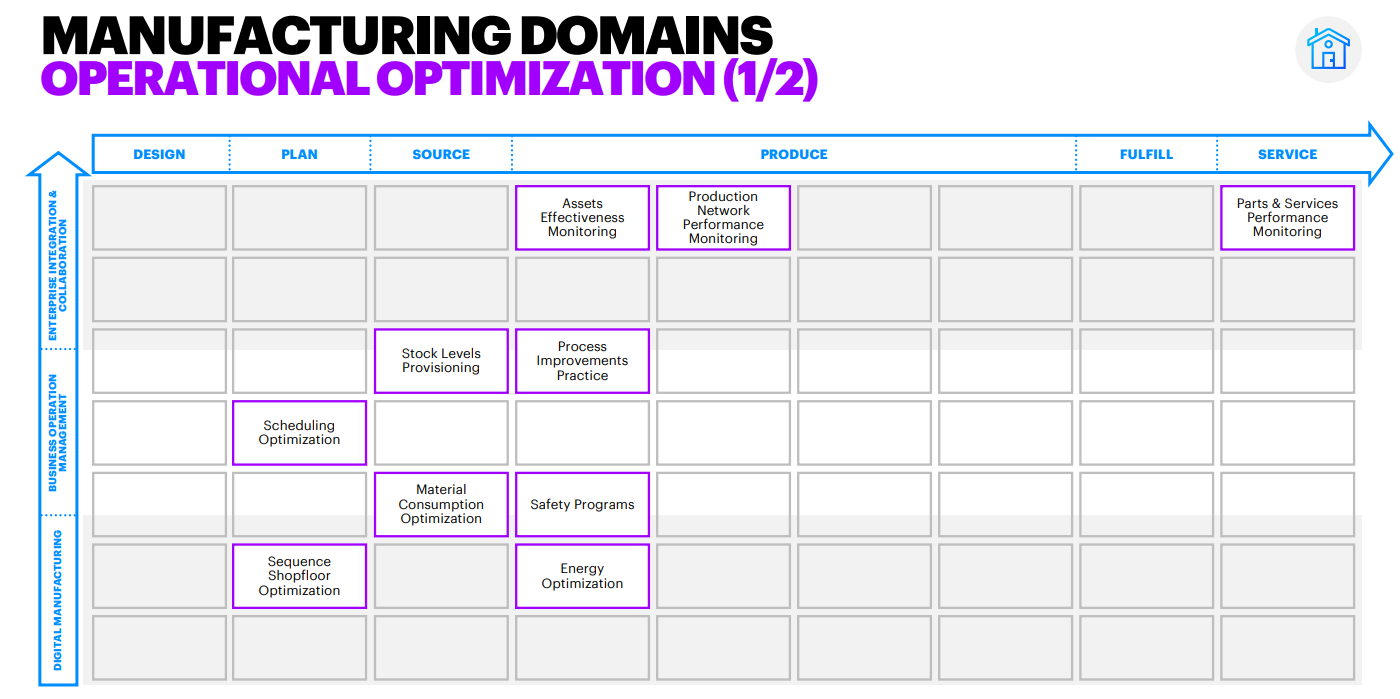 MANUFACTURING DOMAINS
OPERATIONAL OPTIMIZATION (1/2)
DESIGN
PLAN
SOURCE
PRODUCE
FULFILL
SERVICE
ENTERPRISE INTEGRATION &
COLLABORATION
Assets
Effectiveness
Monitoring
Production
Network
Performance
Monitoring
Parts & Services
Performance
Monitoring
Stock Levels
Provisioning
Process
Improvements
Practice
BUSINESS OPERATION
MANAGEMENT
Scheduling
Optimization
Material
Consumption
Optimization
Safety Programs
DIGITAL MANUFACTURING
Sequence
Shopfloor
Optimization
Energy
Optimization